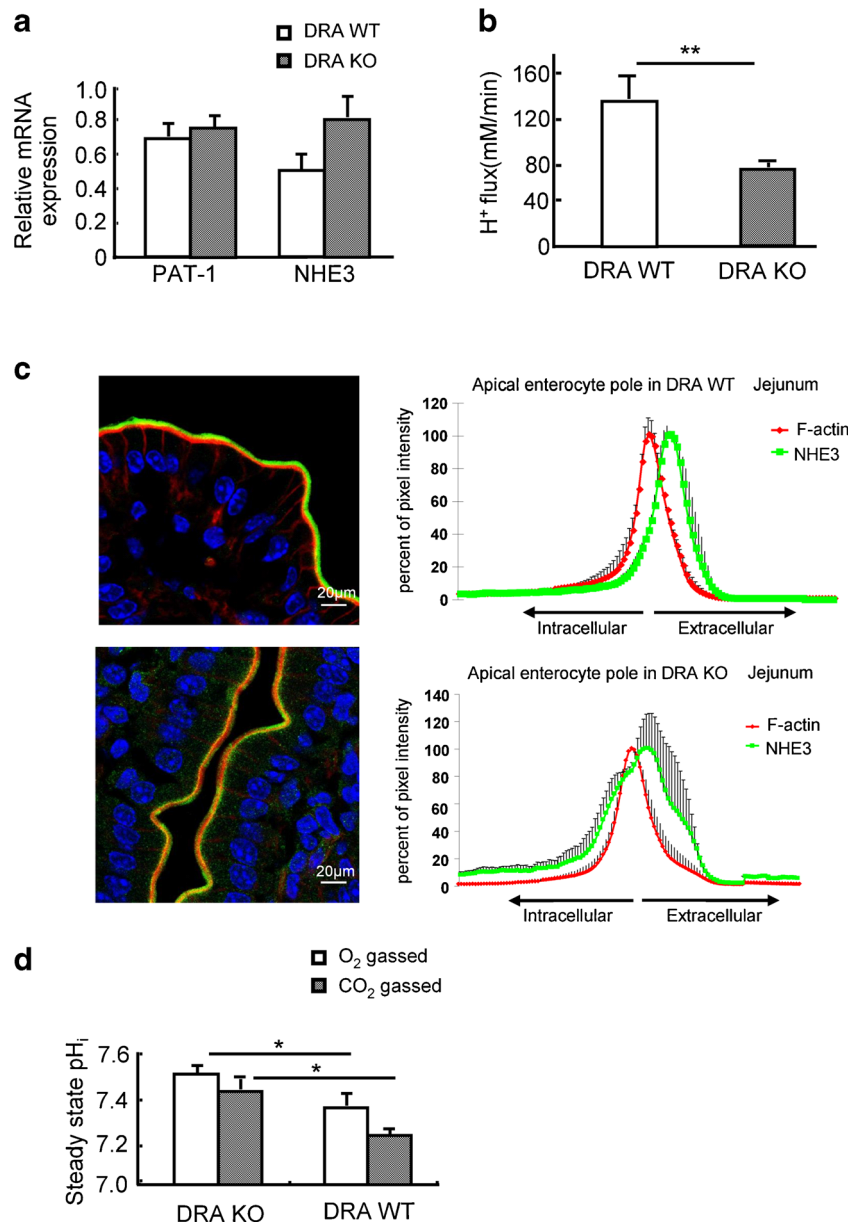 a
DRA WT
DRA KO
Relative mRNA
expression
1.0
0.8
0.6
0.4
0
PAT-1
NHE3
b
**
H+ flux(mM/min)
160
120
80
40
0
DRA WT
DRA KO
c
20µm
20µm
Apical enterocyte pole in DRA WT Jejunum
F-actin
NHE3
percent of pixel intensity
120
100
80
60
40
20
0
Intracellular
Extracellular
Apical enterocyte pole in DRA KO Jejunum
F-actin
NHE3
percent of pixel intensity
140
120
100
80
60
40
20
0
Intracellular
Extracellular
d
O2 gassed
CO2 gassed
*
*
Steady state pHi
7.6
7.4
7.2
7.0
DRA KO
DRA WT